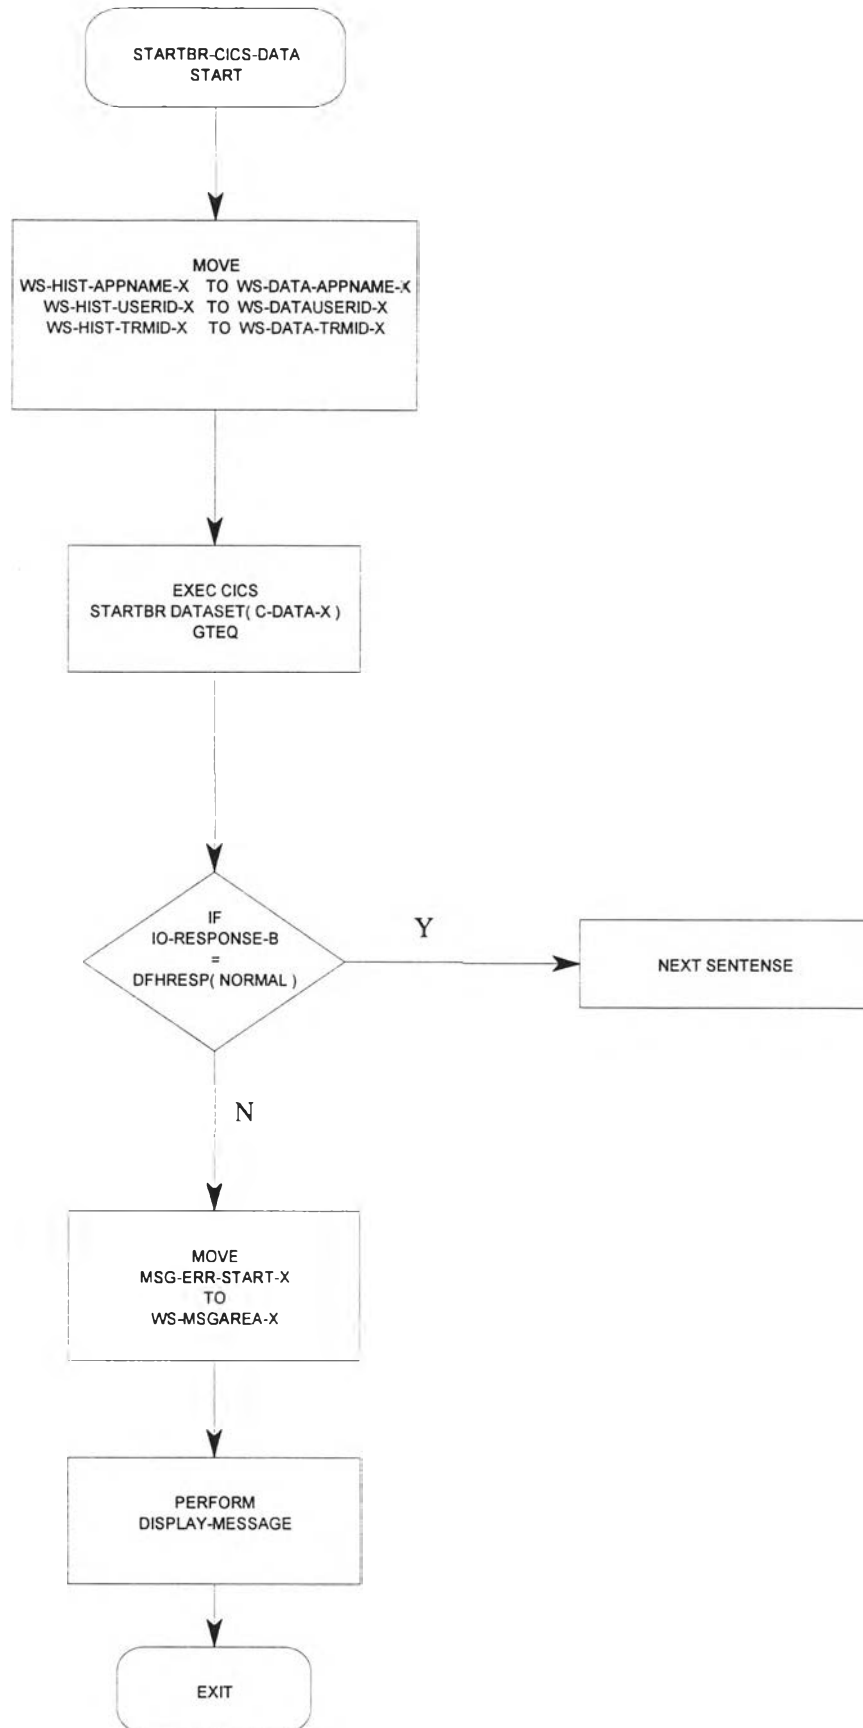 STARTBR-CICS-DATA
START
MOVE
WS-HIST-APPNAME-X TO WS-DATA-APPNAME-X
WS-HIST-USERID-X TO WS-DATAUSERID-X
WS-HIST-TRMID-X TO WS-DATA-TRMID-X
EXEC CICS
STARTBR DATASET( C-DATA-X )
GTEQ
IF
IO-RESPONSE-B
=
DFHRESP( NORMAL )
Y
NEXT SENTENSE
N
MOVE
MSG-ERR-START-X
TO
WS-MSGAREA-X
PERFORM
DISPLAY-MESSAGE
EXIT